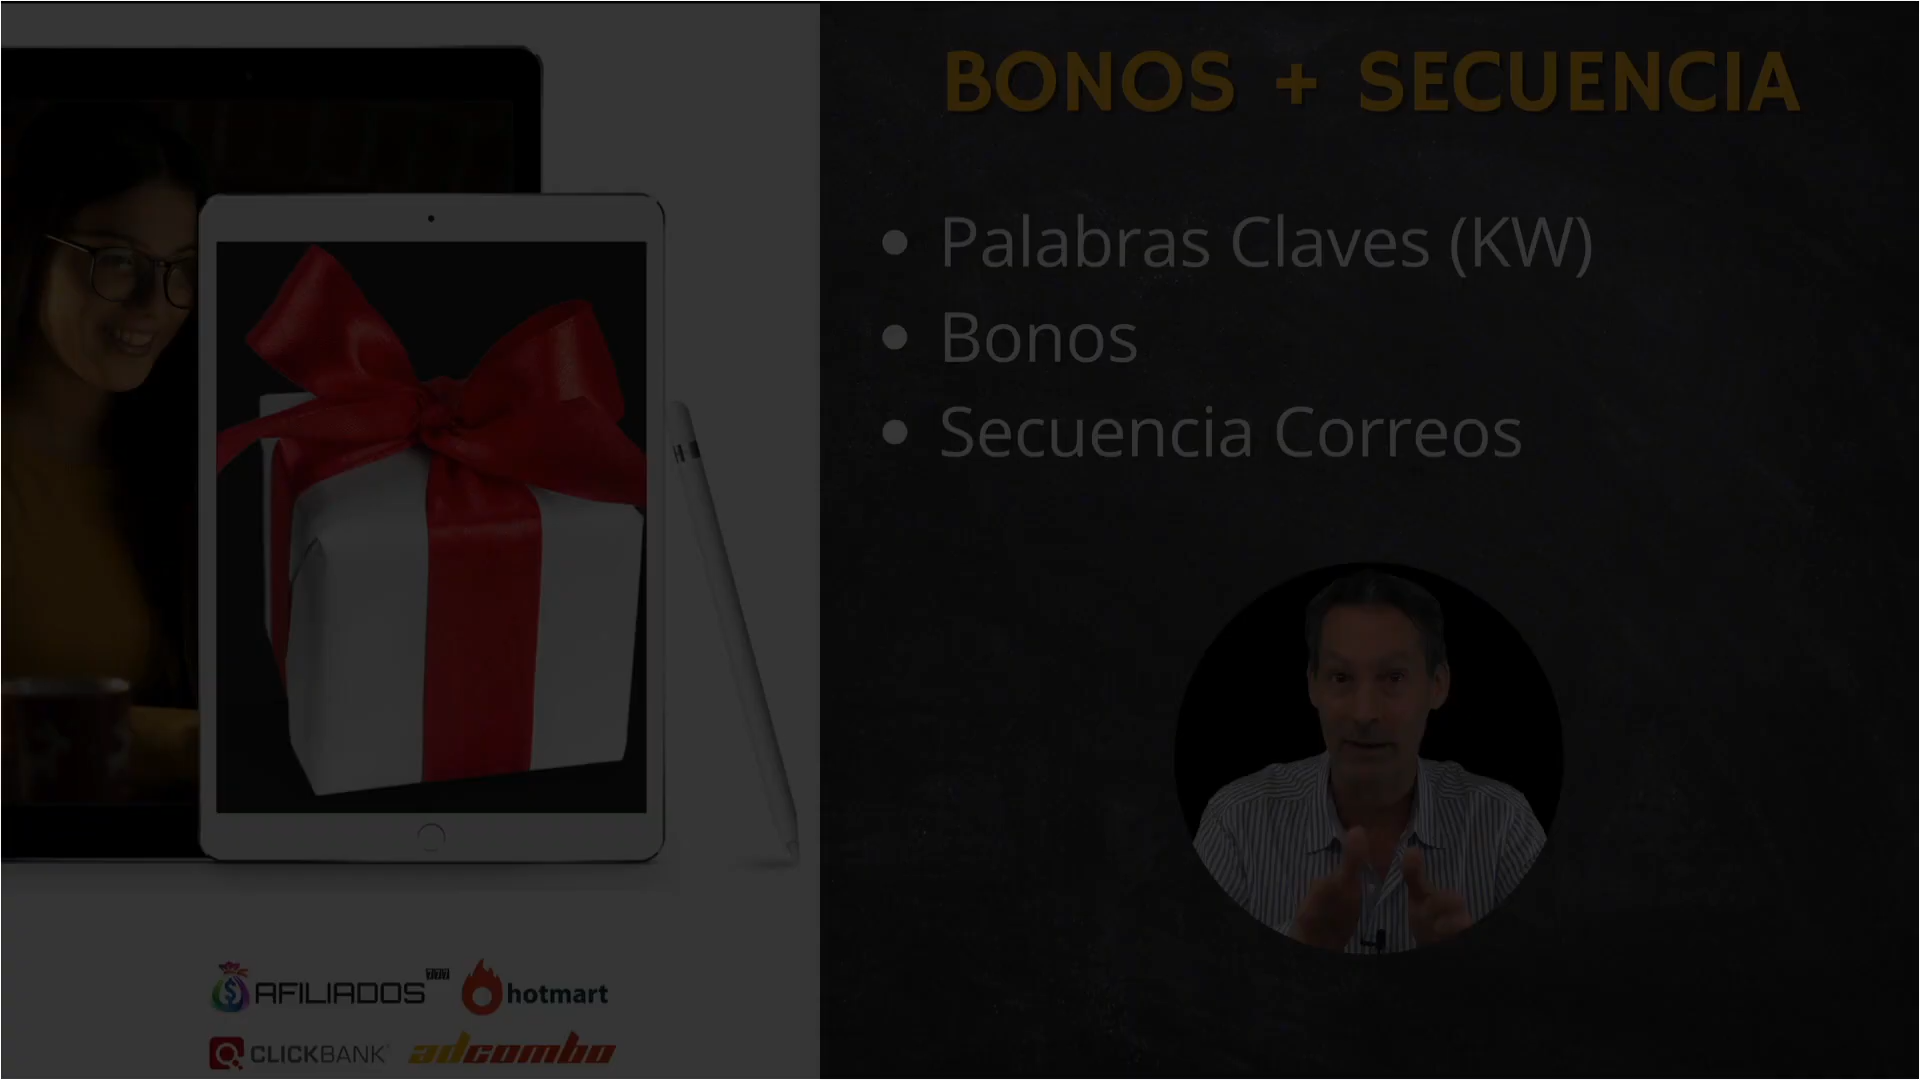 BONOS + SECUENCIA
• Palabras Claves (KW)
• Bonos
• Secuencia Correos
AFILIADOS
hotmart
CLICKBANK
adcombo